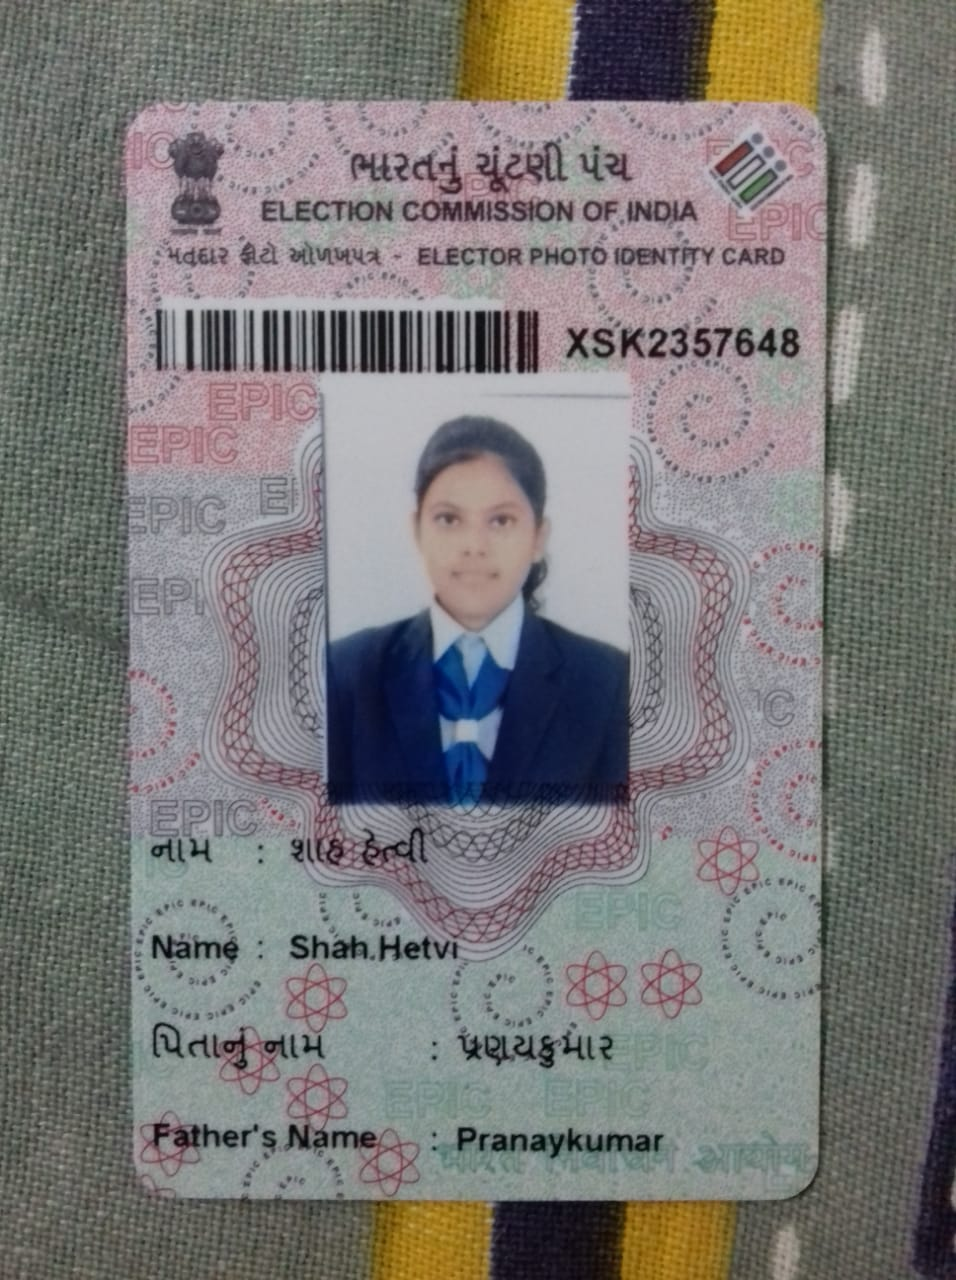 ભારતનું ચૂંટણી પંચ
ELECTION COMMISSION OF INDIA
મતદાર ફોટો ઓળખપત્ર - ELECTOR PHOTO IDENTITY CARD
XSK2357648
નામ : શાહ હેત્વી
Name : Shah.Hetvi
પિતાનું નામ : પ્રણયકુમાર
Father's Name : Pranaykumar
भारत निर्वाचन आयोग